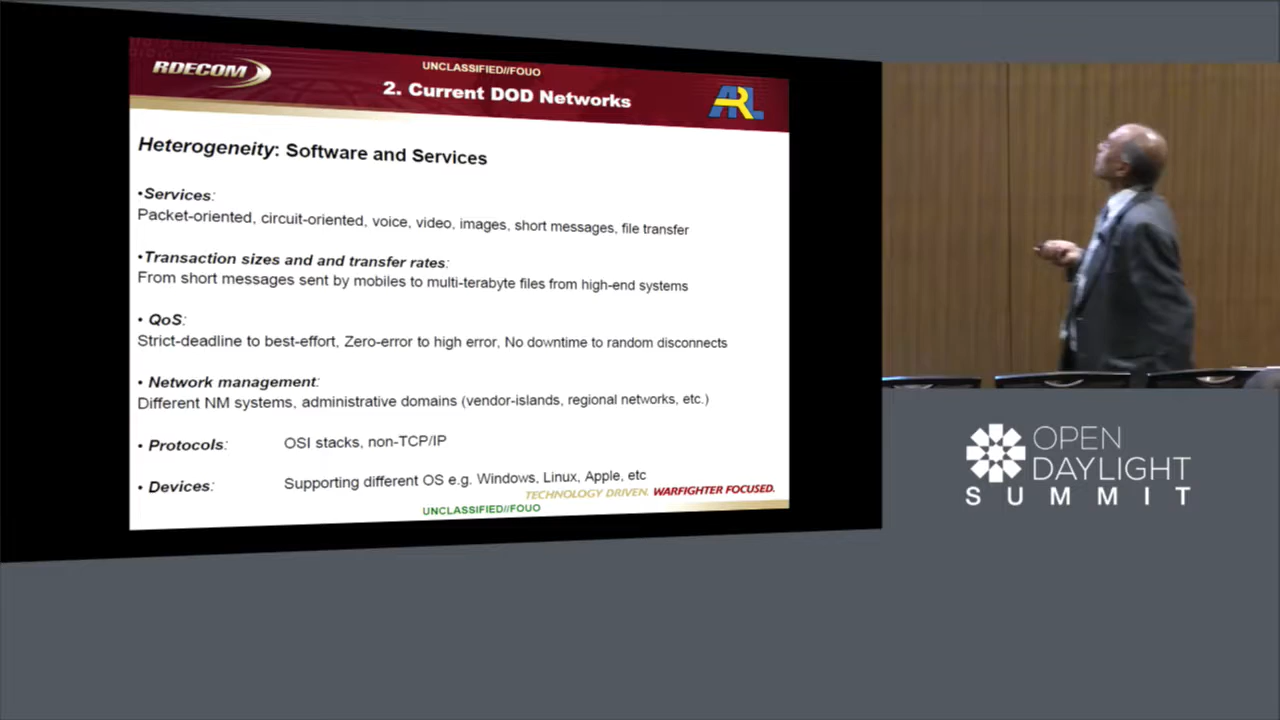 RDECOM
UNCLASSIFIED//FOUO
2. Current DOD Networks
ARL
Heterogeneity: Software and Services
•Services:
Packet-oriented, circuit-oriented, voice, video, images, short messages, file transfer
•Transaction sizes and and transfer rates:
From short messages sent by mobiles to multi-terabyte files from high-end systems
• QoS:
Strict-deadline to best-effort, Zero-error to high error, No downtime to random disconnects
• Network management:
Different NM systems, administrative domains (vendor-islands, regional networks, etc.)
• Protocols: OSI stacks, non-TCP/IP
• Devices: Supporting different OS e.g. Windows, Linux, Apple, etc
TECHNOLOGY DRIVEN. WARFIGHTER FOCUSED.
UNCLASSIFIED//FOUO
OPEN
DAYLIGHT
SUMMIT